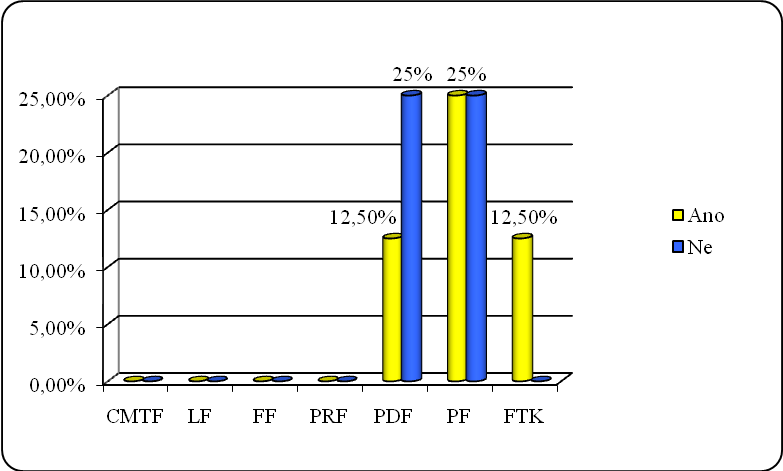 25% 25%
25,00%
20,00%
15,00%
12,50% 12,50%
Ano
Ne
10,00%
5,00%
0,00%
CMTF LF FF PRF PDF PF FTK